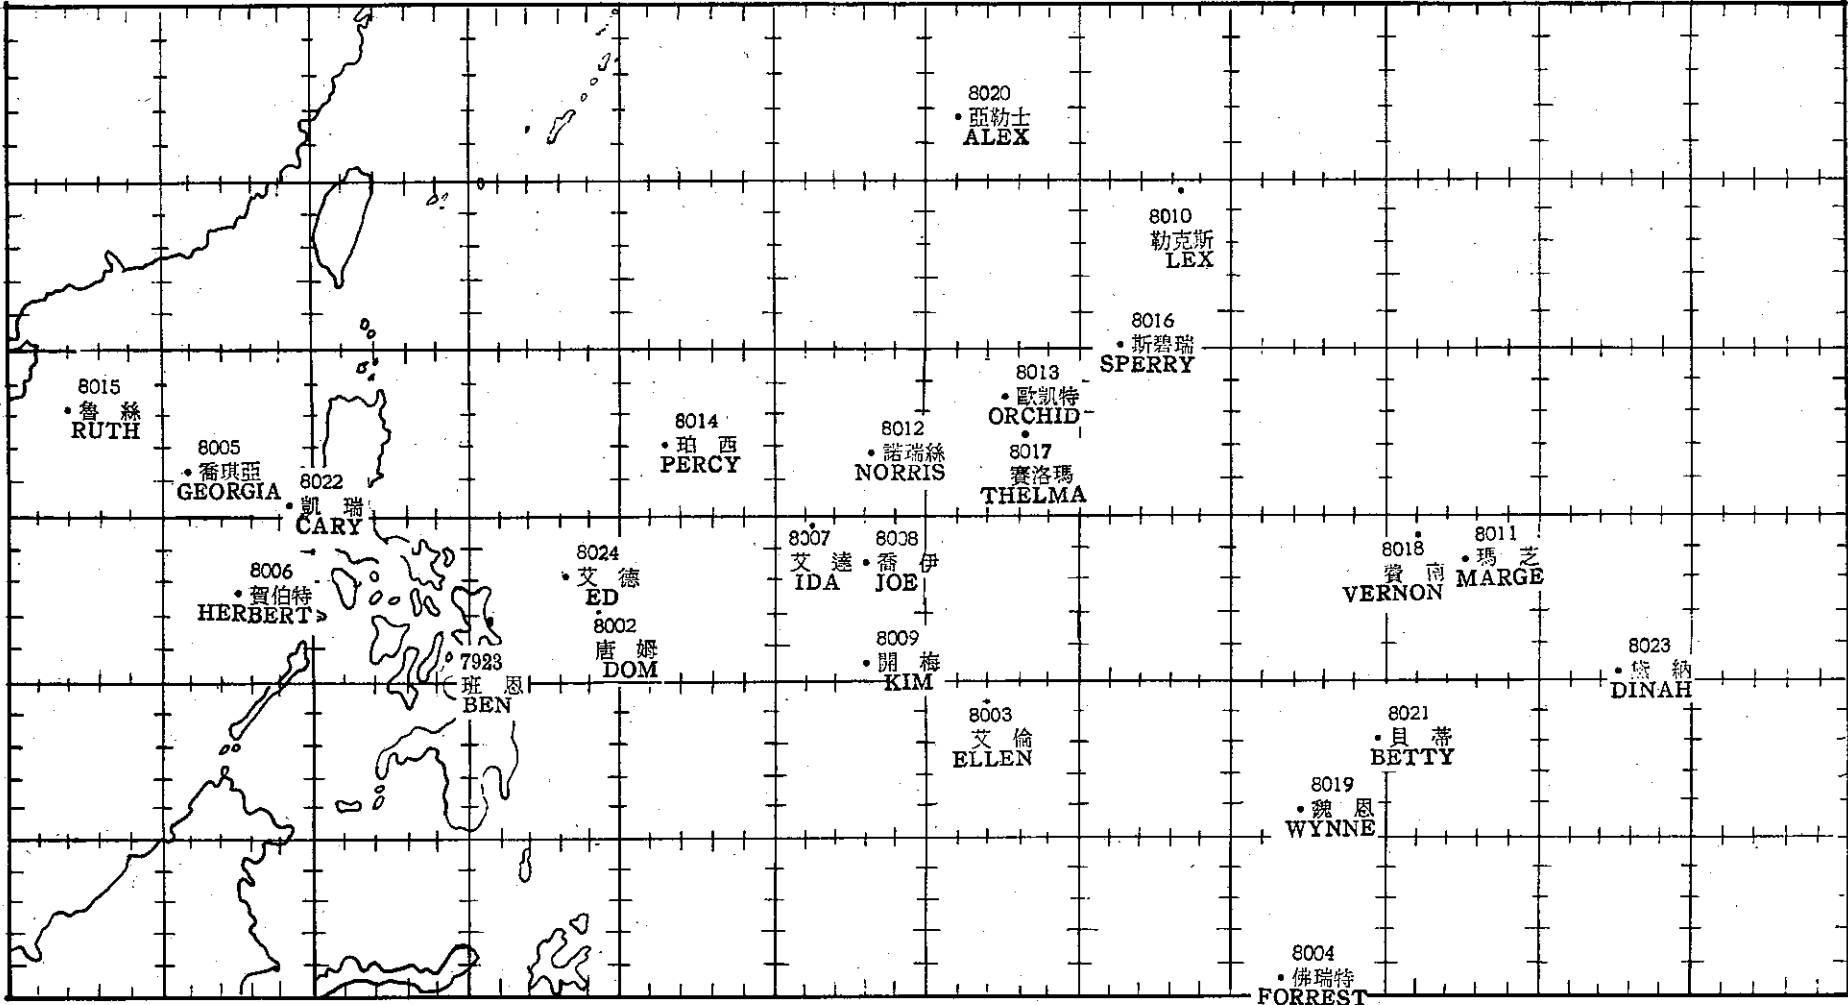 8020
亞勒士
ALEX
8010
勒克斯
LEX
8016
斯碧瑞
SPERRY
8013
歐凱特
ORCHID
8015
魯 絲
RUTH
8014
珀 西
PERCY
8012
諾瑞絲
NORRIS
8005
喬琪亞
GEORGIA
8017
賽洛瑪
THELMA
8022
凱 瑞
CARY
8007
艾 達
IDA
8008
喬 伊
JOE
8011
瑪 芝
MARGE
8018
費 南
VERNON
8024
艾 德
ED
8006
賀伯特
HERBERT
8002
唐 姆
DOM
8009
開 梅
KIM
8023
黛 納
DINAH
7923
班 恩
BEN
8003
艾 倫
ELLEN
8021
貝 蒂
BETTY
8019
魏 恩
WYNNE
8004
佛瑞特
FORREST